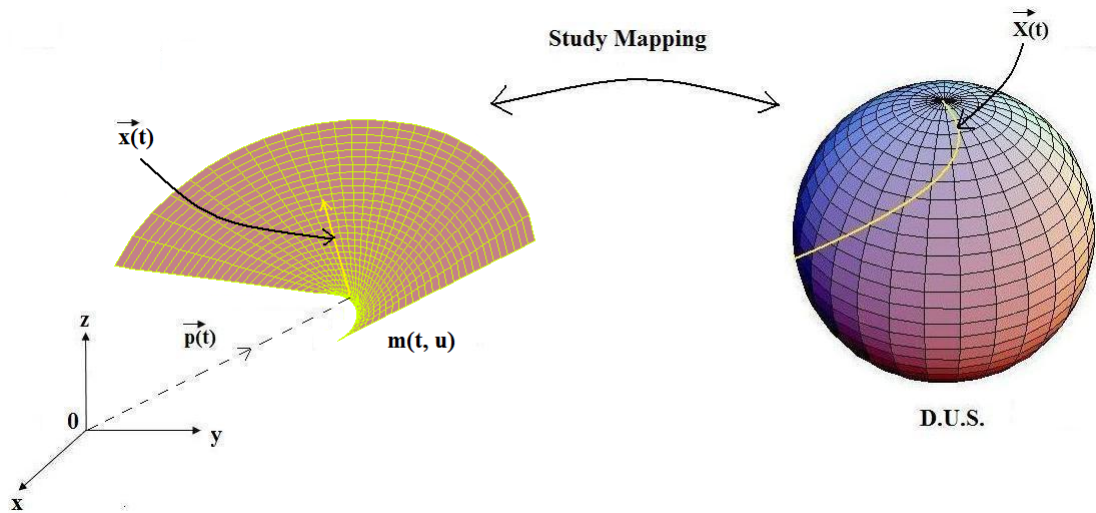 Study Mapping
X(t)
x(t)
p(t)
m(t, u)
z
0
y
x
D.U.S.